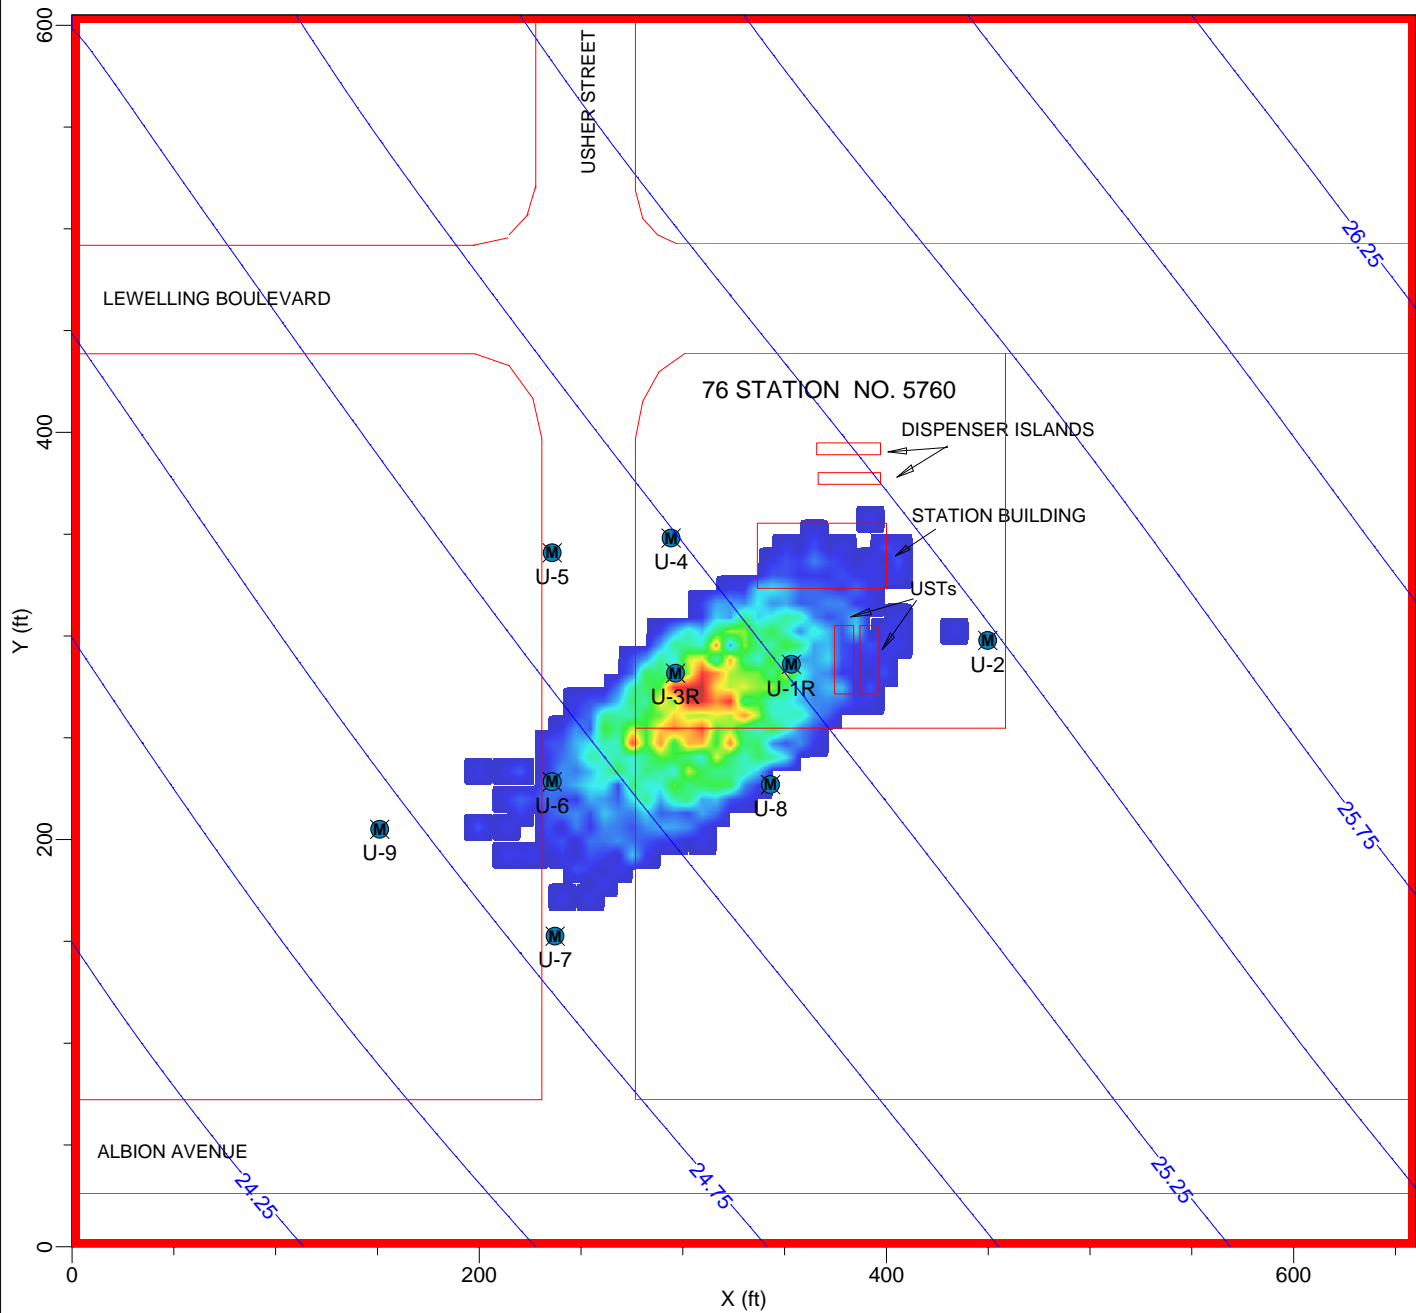 600
USHER STREET
26.25
LEWELLING BOULEVARD
76 STATION NO. 5760
400
DISPENSER ISLANDS
STATION BUILDING
M
U-5
M
U-4
USTs
M
U-2
M
U-3R
M
U-1R
Y (ft)
M
U-6
M
U-8
25.75
200
M
U-9
M
U-7
ALBION AVENUE
24.25
24.75
25.25
0
0
200
400
600
X (ft)